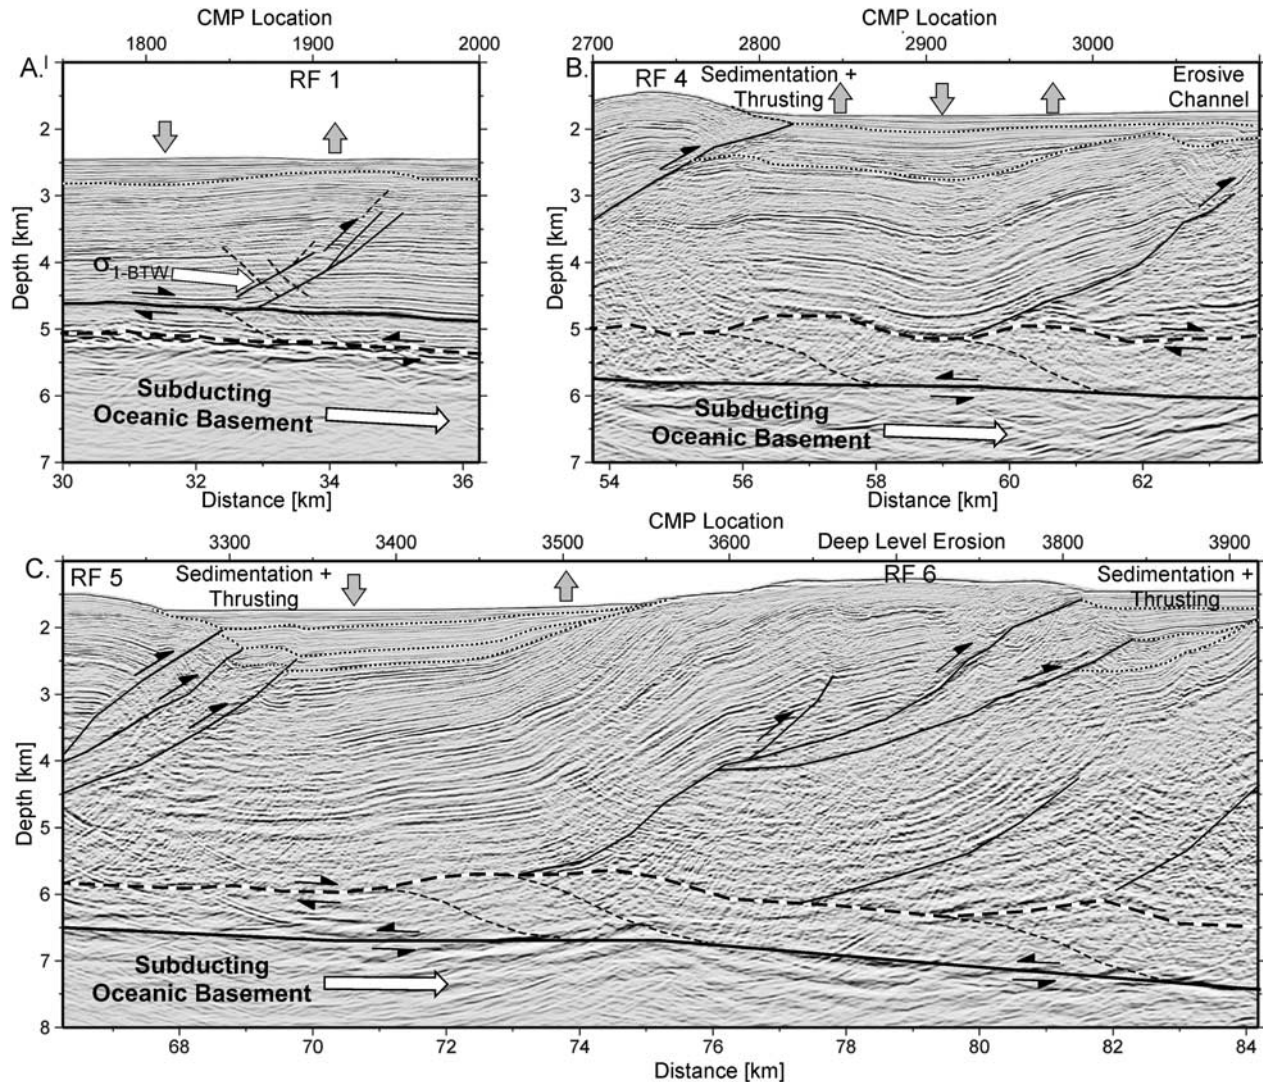 CMP Location
1800 1900 2000
A.
RF 1
1
2
3
4
5
6
7
Depth [km]
σ1-BTW
Subducting
Oceanic Basement
30 32 34 36
Distance [km]
CMP Location
2700 2800 2900 3000
B.
RF 4
Sedimentation +
Thrusting
Erosive
Channel
1
2
3
4
5
6
7
Depth [km]
Subducting
Oceanic Basement
54 56 58 60 62
Distance [km]
CMP Location
3300 3400 3500 3600 3800 3900
Deep Level Erosion
C.
RF 5
Sedimentation +
Thrusting
RF 6
Sedimentation +
Thrusting
1
2
3
4
5
6
7
8
Depth [km]
Subducting
Oceanic Basement
68 70 72 74 76 78 80 82 84
Distance [km]